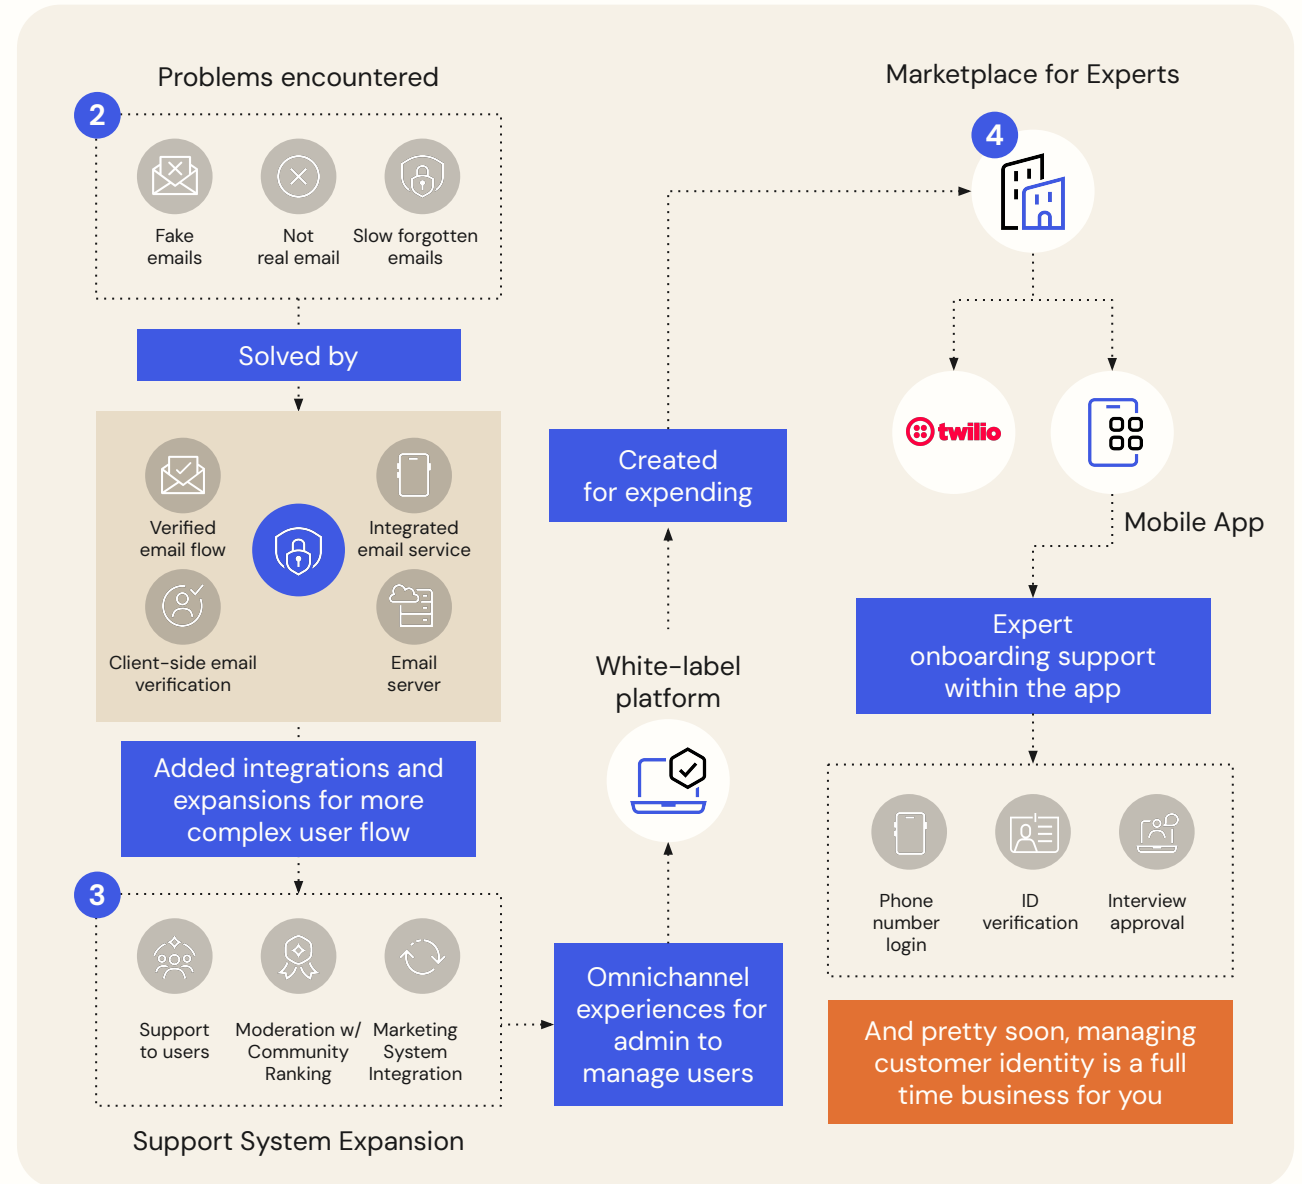 Problems encountered
2
Fake
emails
Not
real email
Slow forgotten
emails
Solved by
Verified
email flow
Integrated
email service
Client-side email
verification
Email
server
Added integrations and
expansions for more
complex user flow
3
Support
to users
Moderation w/
Community
Ranking
Marketing
System
Integration
Support System Expansion
Omnichannel
experiences for
admin to
manage users
White-label
platform
Created
for expending
Marketplace for Experts
4
twilio
Mobile App
Expert
onboarding support
within the app
Phone
number
login
ID
verification
Interview
approval
And pretty soon, managing
customer identity is a full
time business for you